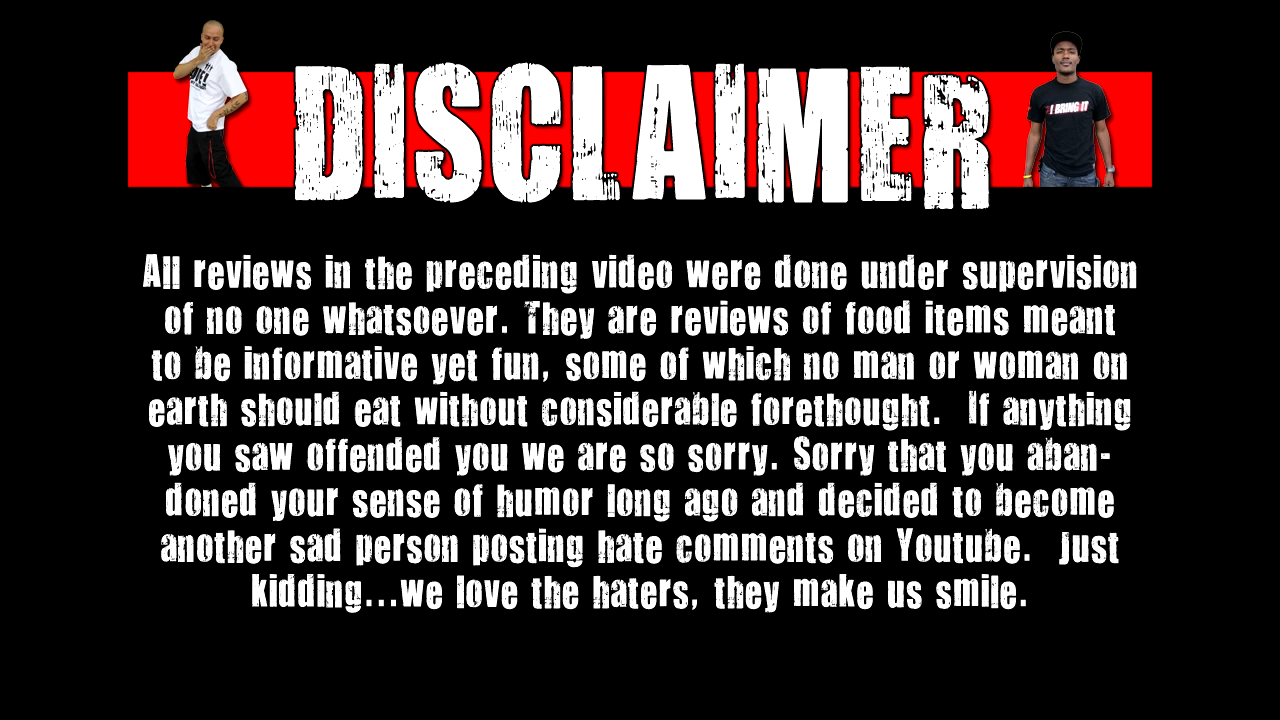 DISCLAIMER
I BRING IT
All reviews in the preceding video were done under supervision
of no one whatsoever. They are reviews of food items meant
to be informative yet fun, some of which no man or woman on
earth should eat without considerable forethought. If anything
you saw offended you we are so sorry. Sorry that you aban-
doned your sense of humor long ago and decided to become
another sad person posting hate comments on Youtube. Just
kidding...we love the haters, they make us smile.